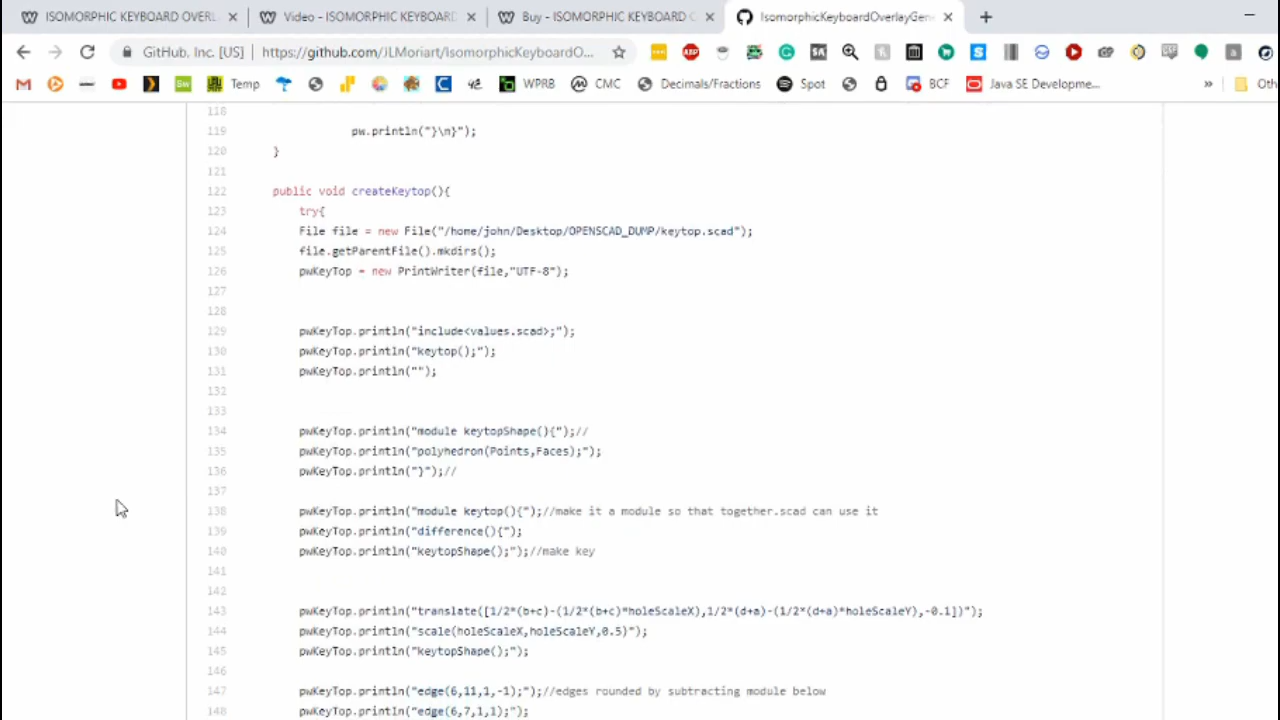 ISOMORPHIC KEYBOARD OVERL
Video - ISOMORPHIC KEYBOARD
Buy - ISOMORPHIC KEYBOARD O
IsomorphicKeyboardOverlayGene
GitHub, Inc. [US]
https://github.com/JLMoriart/IsomorphicKeyboardO...
Temp
WPRB
CMC
Decimals/Fractions
Spot
BCF
Java SE Developme...
»
Oth
118
119 pw.println("}\n}");
120 }
121
122 public void createKeytop(){
123 try{
124 File file = new File("/home/john/Desktop/OPENSCAD_DUMP/keytop.scad");
125 file.getParentFile().mkdirs();
126 pwKeyTop = new PrintWriter(file,"UTF-8");
127
128
129 pwKeyTop.println("include<values.scad>;");
130 pwKeyTop.println("keytop();");
131 pwKeyTop.println("");
132
133
134 pwKeyTop.println("module keytopShape(){");//
135 pwKeyTop.println("polyhedron(Points,Faces);");
136 pwKeyTop.println("}");//
137
138 pwKeyTop.println("module keytop(){");//make it a module so that together.scad can use it
139 pwKeyTop.println("difference(){");
140 pwKeyTop.println("keytopShape();");//make key
141
142
143 pwKeyTop.println("translate([1/2*(b+c)-(1/2*(b+c)*holeScaleX),1/2*(d+a)-(1/2*(d+a)*holeScaleY),-0.1])");
144 pwKeyTop.println("scale(holeScaleX,holeScaleY,0.5)");
145 pwKeyTop.println("keytopShape();");
146
147 pwKeyTop.println("edge(6,11,1,-1);");//edges rounded by subtracting module below
148 pwKeyTop.println("edge(6,7,1,1);");